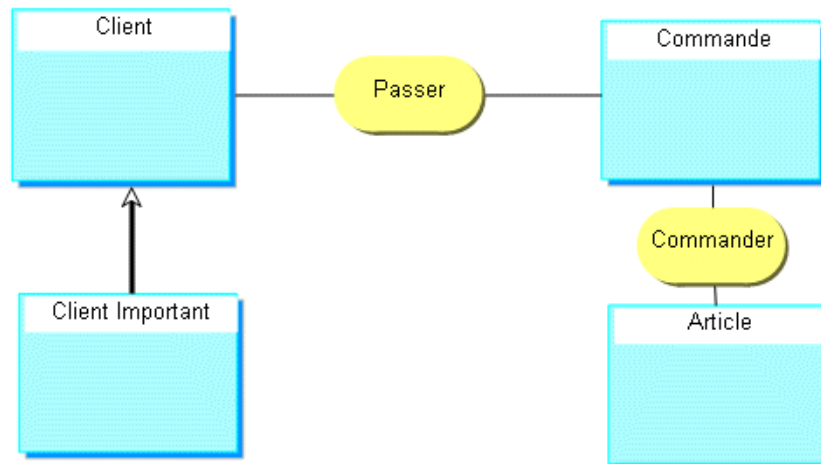 Client
Commande
Passer
Commander
Client Important
Article